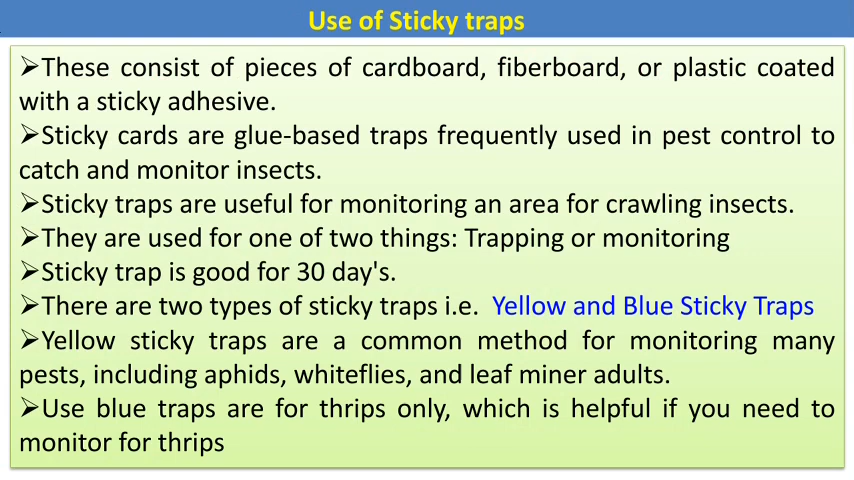 Use of Sticky traps
➢These consist of pieces of cardboard, fiberboard, or plastic coated
with a sticky adhesive.
➢Sticky cards are glue-based traps frequently used in pest control to
catch and monitor insects.
➢Sticky traps are useful for monitoring an area for crawling insects.
➢They are used for one of two things: Trapping or monitoring
➢Sticky trap is good for 30 day's.
➢There are two types of sticky traps i.e. Yellow and Blue Sticky Traps
➢Yellow sticky traps are a common method for monitoring many
pests, including aphids, whiteflies, and leaf miner adults.
➢Use blue traps are for thrips only, which is helpful if you need to
monitor for thrips